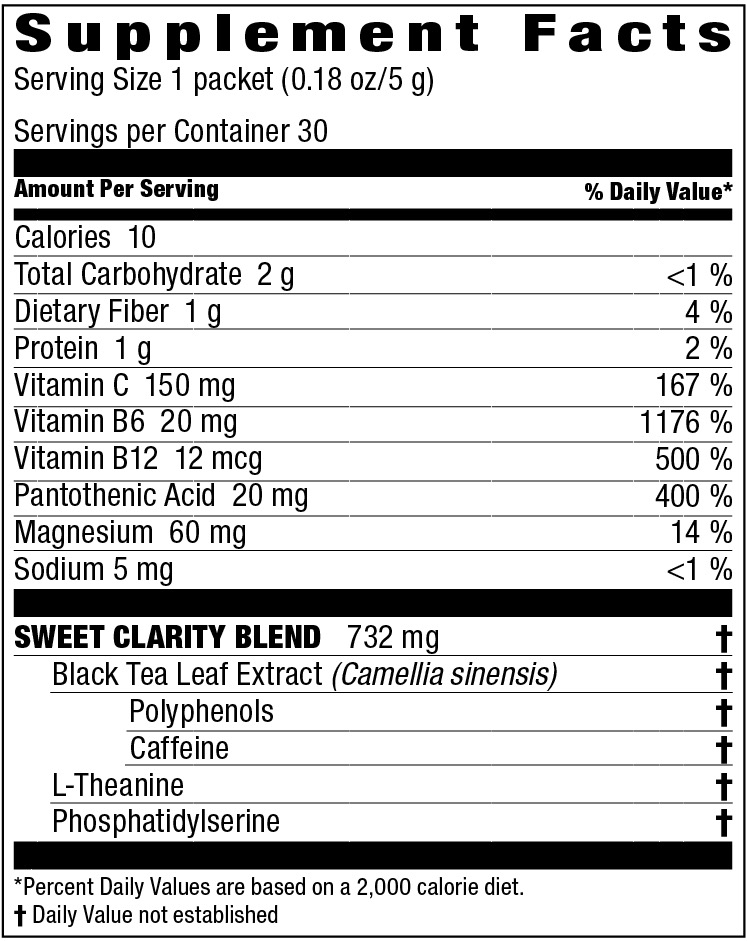 Supplement Facts
Serving Size 1 packet (0.18 oz/5 g)
Servings per Container 30
Amount Per Serving % Daily Value*
Calories 10
Total Carbohydrate 2 g <1 %
Dietary Fiber 1 g 4 %
Protein 1 g 2 %
Vitamin C 150 mg 167 %
Vitamin B6 20 mg 1176 %
Vitamin B12 12 mcg 500 %
Pantothenic Acid 20 mg 400 %
Magnesium 60 mg 14 %
Sodium 5 mg <1 %
SWEET CLARITY BLEND 732 mg †
Black Tea Leaf Extract (Camellia sinensis) †
Polyphenols †
Caffeine †
L-Theanine †
Phosphatidylserine †
*Percent Daily Values are based on a 2,000 calorie diet.
† Daily Value not established